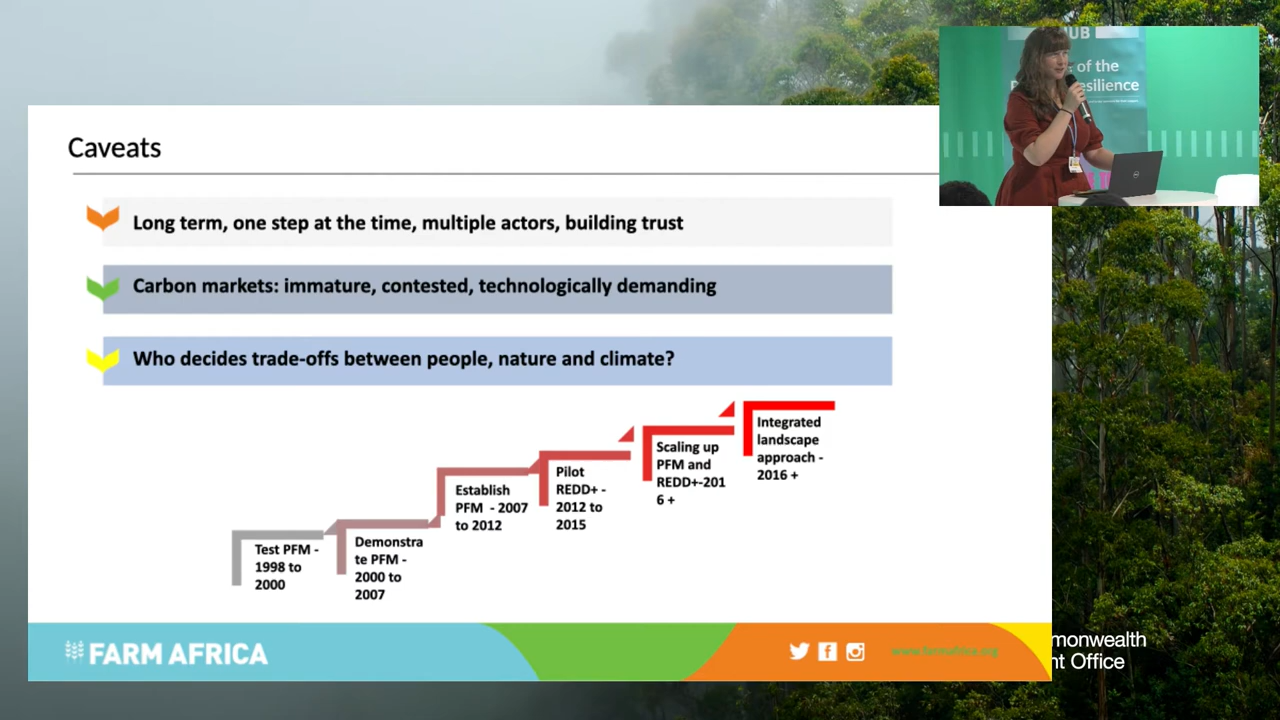 Caveats
Long term, one step at the time, multiple actors, building trust
Carbon markets: immature, contested, technologically demanding
Who decides trade-offs between people, nature and climate?
Test PFM -
1998 to
2000
Demonstra
te PFM -
2000 to
2007
Establish
PFM - 2007
to 2012
Pilot
REDD+ -
2012 to
2015
Scaling up
PFM and
REDD+-201
6 +
Integrated
landscape
approach -
2016 +
FARM AFRICA
www.farmafrica.org
HUB
of the
esilience
monwealth
nt Office